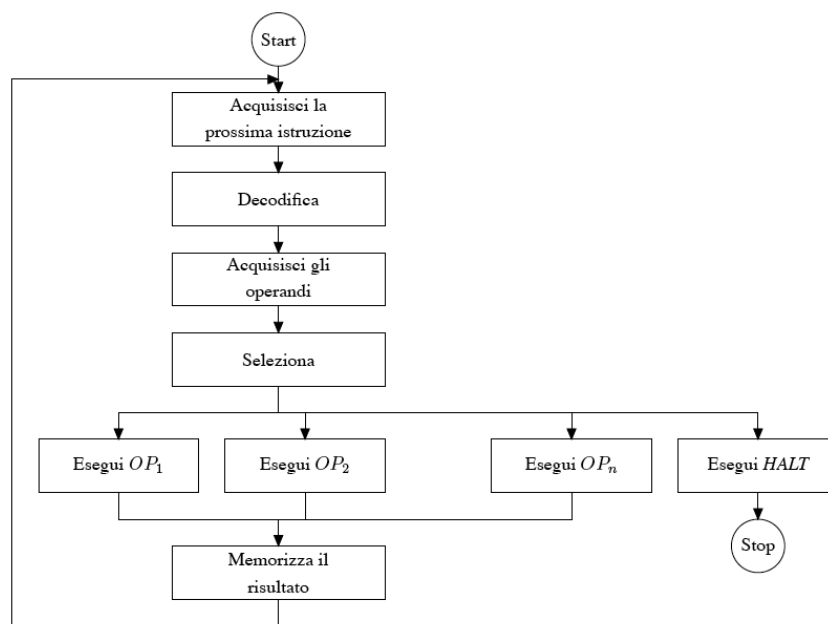 Start
Acquisisci la
prossima istruzione
Decodifica
Acquisisci gli
operandi
Seleziona
Esegui OP₁
Esegui OP₂
Esegui OPₙ
Esegui HALT
Memorizza il
risultato
Stop